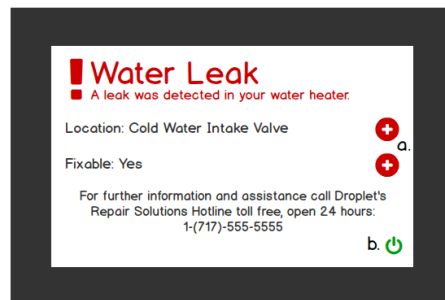 Water Leak
A leak was detected in your water heater.
Location: Cold Water Intake Valve
a.
Fixable: Yes
For further information and assistance call Droplet's
Repair Solutions Hotline toll free, open 24 hours:
1-(717)-555-5555
b.